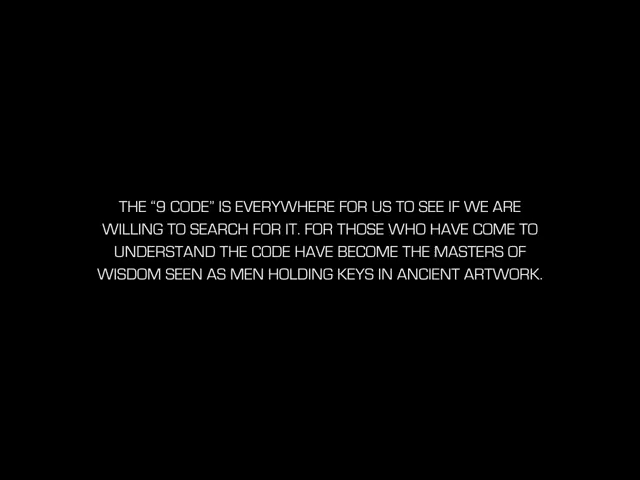 THE “9 CODE” IS EVERYWHERE FOR US TO SEE IF WE ARE
WILLING TO SEARCH FOR IT. FOR THOSE WHO HAVE COME TO
UNDERSTAND THE CODE HAVE BECOME THE MASTERS OF
WISDOM SEEN AS MEN HOLDING KEYS IN ANCIENT ARTWORK.